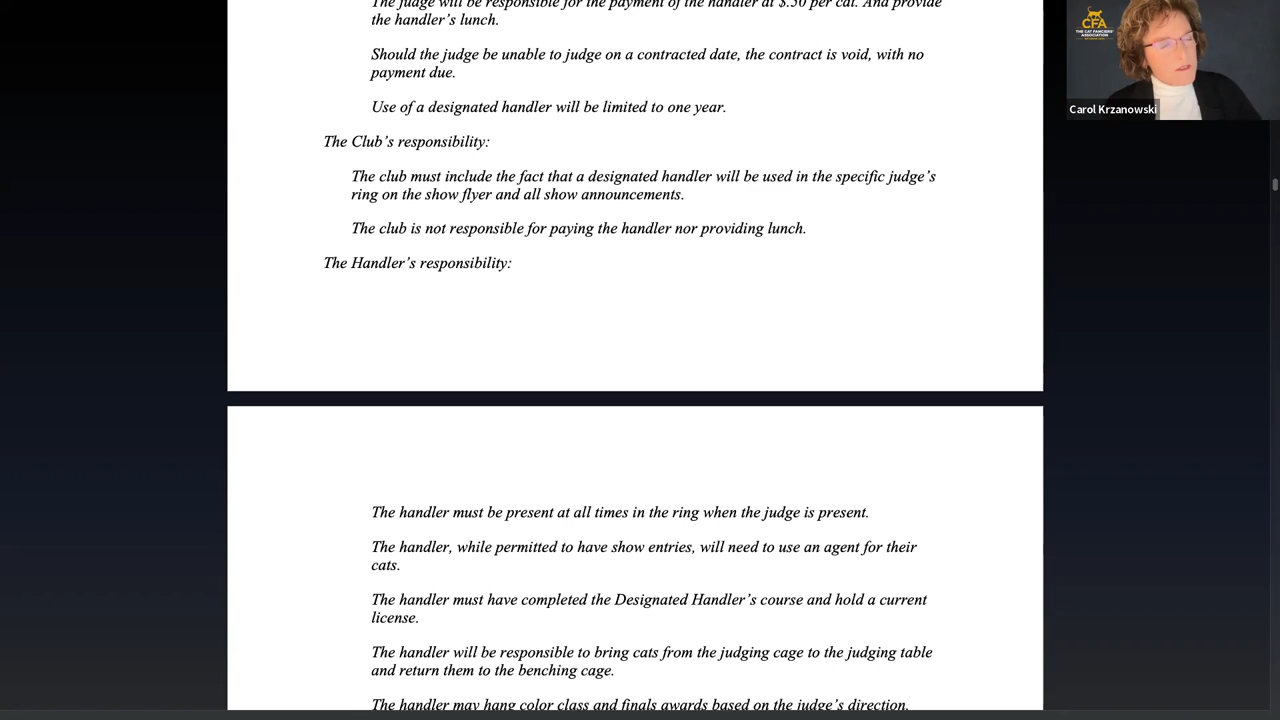 The judge will be responsible for the payment of the handler at $.50 per cat. And provide
the handler's lunch.
Should the judge be unable to judge on a contracted date, the contract is void, with no
payment due.
Use of a designated handler will be limited to one year.
The Club's responsibility:
The club must include the fact that a designated handler will be used in the specific judge's
ring on the show flyer and all show announcements.
The club is not responsible for paying the handler nor providing lunch.
The Handler's responsibility:
The handler must be present at all times in the ring when the judge is present.
The handler, while permitted to have show entries, will need to use an agent for their
cats.
The handler must have completed the Designated Handler's course and hold a current
license.
The handler will be responsible to bring cats from the judging cage to the judging table
and return them to the benching cage.
The handler may hang color class and finals awards based on the judge's direction.
CFA
THE CAT FANCIERS'
ASSOCIATION
Carol Krzanowski